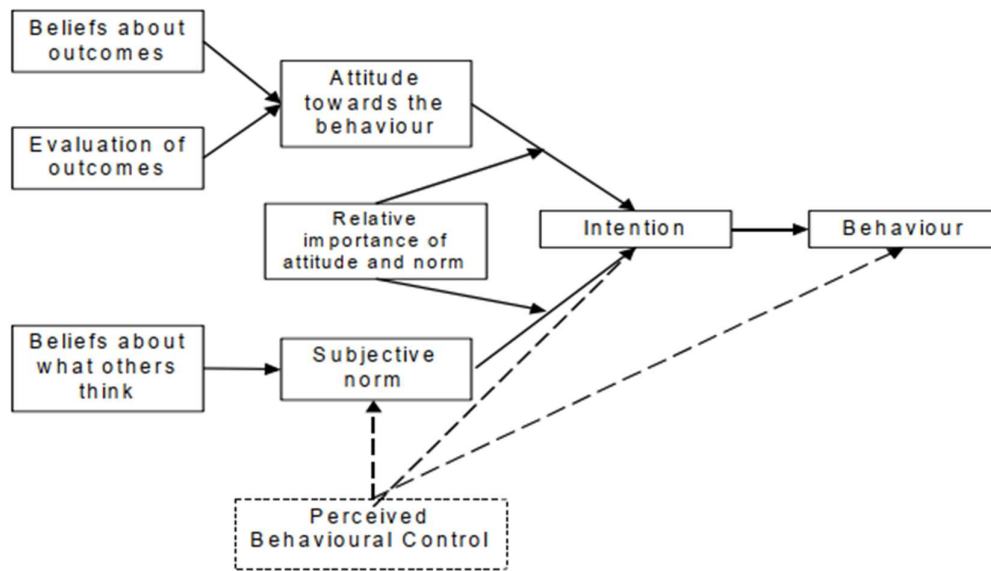 Beliefs about
outcomes
Attitude
towards the
behaviour
Evaluation of
outcomes
Relative
importance of
attitude and norm
Intention
Behaviour
Beliefs about
what others
think
Subjective
norm
Perceived
Behavioural Control